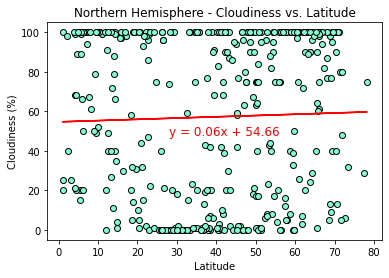 Northern Hemisphere - Cloudiness vs. Latitude
100
80
60
40
20
0
Cloudiness (%)
y = 0.06x + 54.66
0 10 20 30 40 50 60 70 80
Latitude